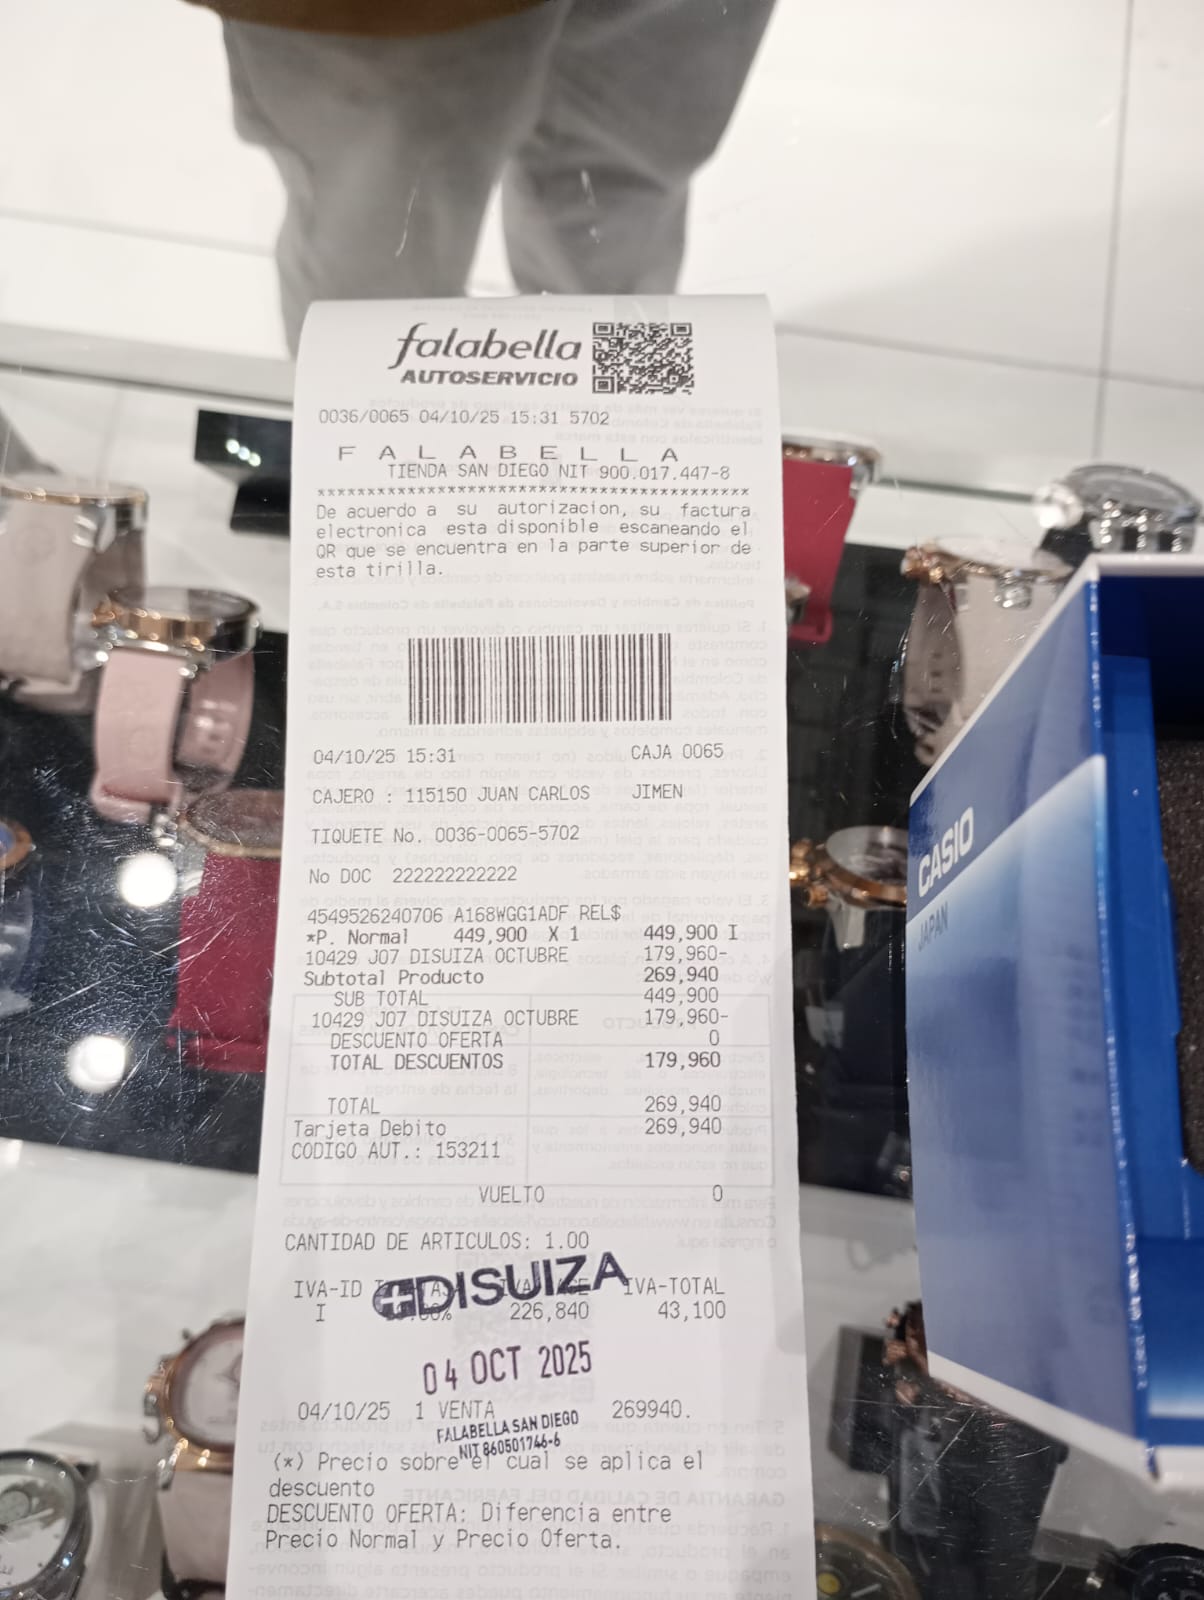 falabella
AUTOSERVICIO
0036/0065 04/10/25 15:31 5702
F A L A B E L L A
TIENDA SAN DIEGO NIT 900.017.447-8
**************************************************
De acuerdo a su autorizacion, su factura
electronica esta disponible escaneando el
QR que se encuentra en la parte superior de
esta tirilla.
04/10/25 15:31 CAJA 0065
CAJERO : 115150 JUAN CARLOS JIMEN
TIQUETE No. 0036-0065-5702
No DOC 222222222222
4549526240706 A168WGG1ADF REL$
*P. Normal 449,900 X 1 449,900 I
10429 J07 DISUIZA OCTUBRE 179,960-
Subtotal Producto 269,940
SUB TOTAL 449,900
10429 J07 DISUIZA OCTUBRE 179,960-
DESCUENTO OFERTA 0
TOTAL DESCUENTOS 179,960
TOTAL 269,940
Tarjeta Debito 269,940
CODIGO AUT.: 153211
VUELTO 0
CANTIDAD DE ARTICULOS: 1.00
IVA-ID IVA-TOTAL
DISUIZA
I 226,840 43,100
04 OCT 2025
04/10/25 1 VENTA 269940.
FALABELLA SAN DIEGO
NIT 860501746-6
(*) Precio sobre el cual se aplica el
descuento
DESCUENTO OFERTA: Diferencia entre
Precio Normal y Precio Oferta.
CASIO
JAPAN